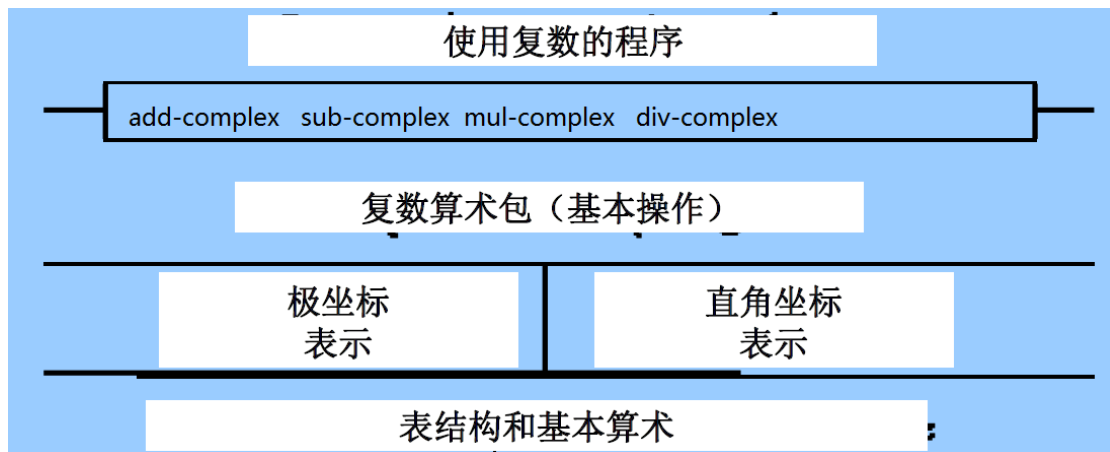 使用复数的程序
add-complex sub-complex mul-complex div-complex
复数算术包（基本操作）
极坐标
表示
直角坐标
表示
表结构和基本算术